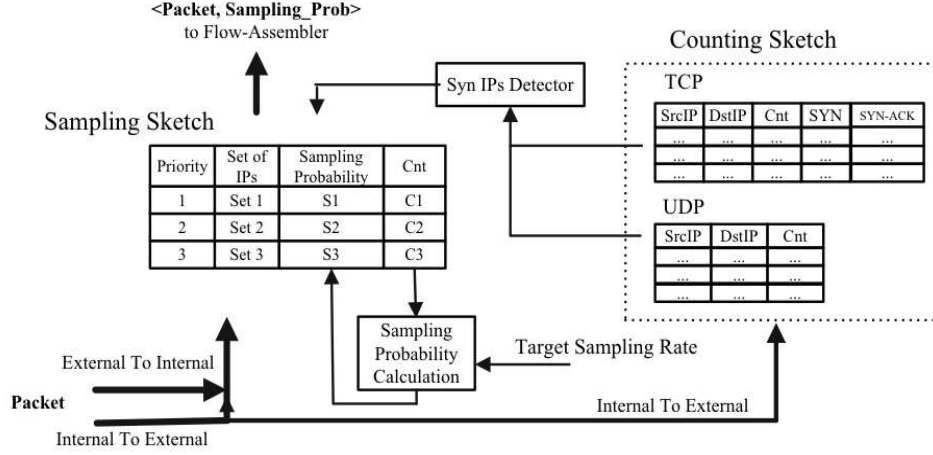 <Packet, Sampling_Prob>
to Flow-Assembler
Counting Sketch
Syn IPs Detector
TCP
SrcIP DstIP Cnt SYN SYN-ACK
... ... ... ... ...
... ... ... ... ...
... ... ... ... ...
Sampling Sketch
Priority Set of IPs Sampling Probability Cnt
1 Set 1 S1 C1
2 Set 2 S2 C2
3 Set 3 S3 C3
UDP
SrcIP DstIP Cnt
... ... ...
... ... ...
... ... ...
Sampling
Probability
Calculation
Target Sampling Rate
External To Internal
Packet
Internal To External
Internal To External